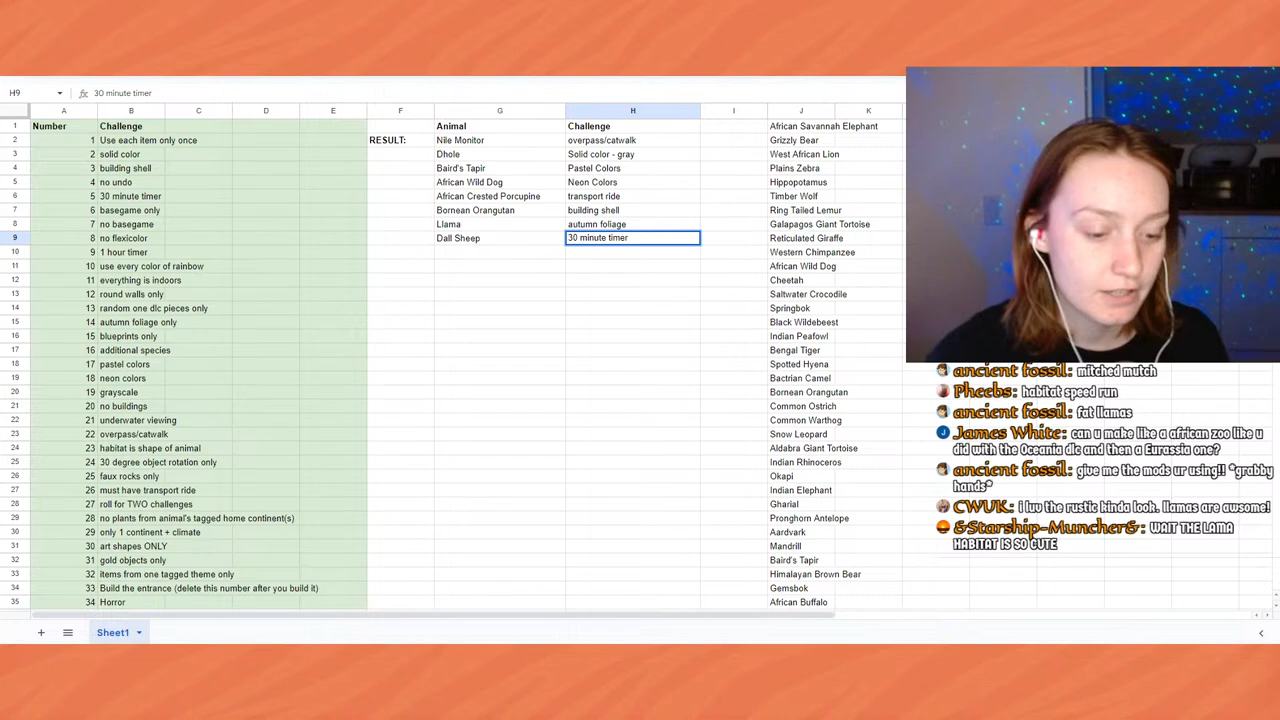 H9 fx 30 minute timer
A B C D E F G H I J K
1 Number Challenge Animal Challenge African Savannah Elephant
2 1 Use each item only once RESULT: Nile Monitor overpass/catwalk Grizzly Bear
3 2 solid color Dhole Solid color - gray West African Lion
4 3 building shell Baird's Tapir Pastel Colors Plains Zebra
5 4 no undo African Wild Dog Neon Colors Hippopotamus
6 5 30 minute timer African Crested Porcupine transport ride Timber Wolf
7 6 basegame only Bornean Orangutan building shell Ring Tailed Lemur
8 7 no basegame Llama autumn foliage Galapagos Giant Tortoise
9 8 no flexicolor Dall Sheep 30 minute timer Reticulated Giraffe
10 9 1 hour timer Western Chimpanzee
11 10 use every color of rainbow African Wild Dog
12 11 everything is indoors Cheetah
13 12 round walls only Saltwater Crocodile
14 13 random one dlc pieces only Springbok
15 14 autumn foliage only Black Wildebeest
16 15 blueprints only Indian Peafowl
17 16 additional species Bengal Tiger
18 17 pastel colors Spotted Hyena
19 18 neon colors Bactrian Camel
20 19 grayscale Bornean Orangutan
21 20 no buildings Common Ostrich
22 21 underwater viewing Common Warthog
23 22 overpass/catwalk Snow Leopard
24 23 habitat is shape of animal Aldabra Giant Tortoise
25 24 30 degree object rotation only Indian Rhinoceros
26 25 faux rocks only Okapi
27 26 must have transport ride Indian Elephant
28 27 roll for TWO challenges Gharial
29 28 no plants from animal's tagged home continent(s) Pronghorn Antelope
30 29 only 1 continent + climate Aardvark
31 30 art shapes ONLY Mandrill
32 31 gold objects only Baird's Tapir
33 32 items from one tagged theme only Himalayan Brown Bear
34 33 Build the entrance (delete this number after you build it) Gemsbok
35 34 Horror African Buffalo
Sheet1
ancient fossil: mitched mutch
Pheebs: habitat speed run
ancient fossil: fat llamas
James White: can u make like a african zoo like u
did with the Oceania dlc and then a Eurassia one?
ancient fossil: give me the mods ur using!! *grabby
hands*
CWUK: i luv the rustic kinda look. llamas are awsome!
&Starship-Muncher&: WAIT THE LAMA
HABITAT IS SO CUTE